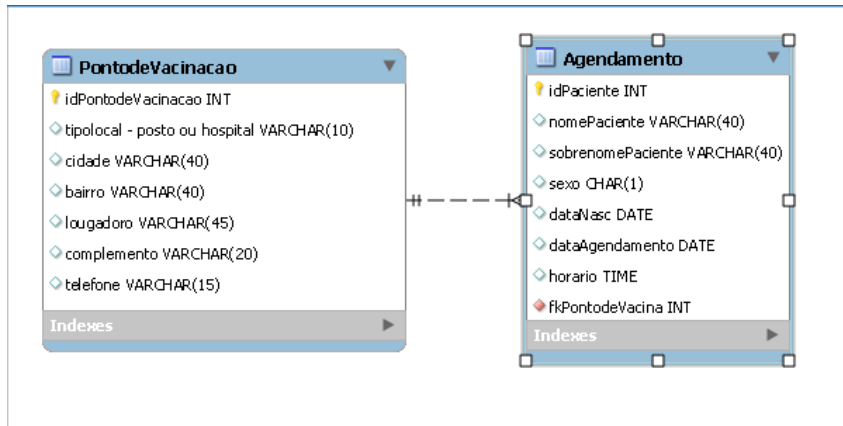 PontodeVacinacao
idPontodeVacinacao INT
tipolocal - posto ou hospital VARCHAR(10)
cidade VARCHAR(40)
bairro VARCHAR(40)
lougadoro VARCHAR(45)
complemento VARCHAR(20)
telefone VARCHAR(15)
Indexes
Agendamento
idPaciente INT
nomePaciente VARCHAR(40)
sobrenomePaciente VARCHAR(40)
sexo CHAR(1)
dataNasc DATE
dataAgendamento DATE
horario TIME
fkPontodeVacina INT
Indexes